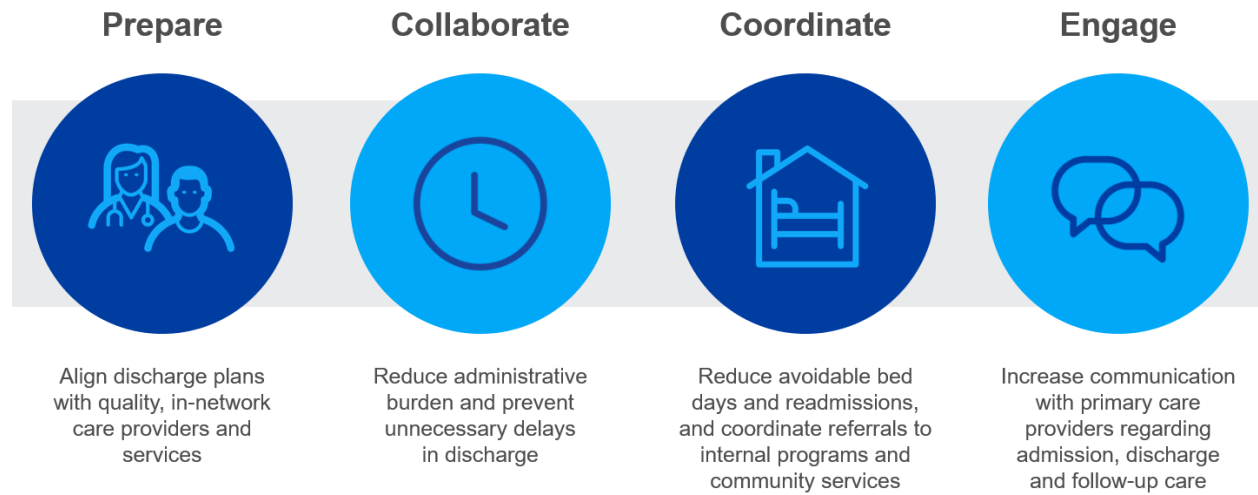 Prepare
Align discharge plans
with quality, in-network
care providers and
services
Collaborate
Reduce administrative
burden and prevent
unnecessary delays
in discharge
Coordinate
Reduce avoidable bed
days and readmissions,
and coordinate referrals to
internal programs and
community services
Engage
Increase communication
with primary care
providers regarding
admission, discharge
and follow-up care